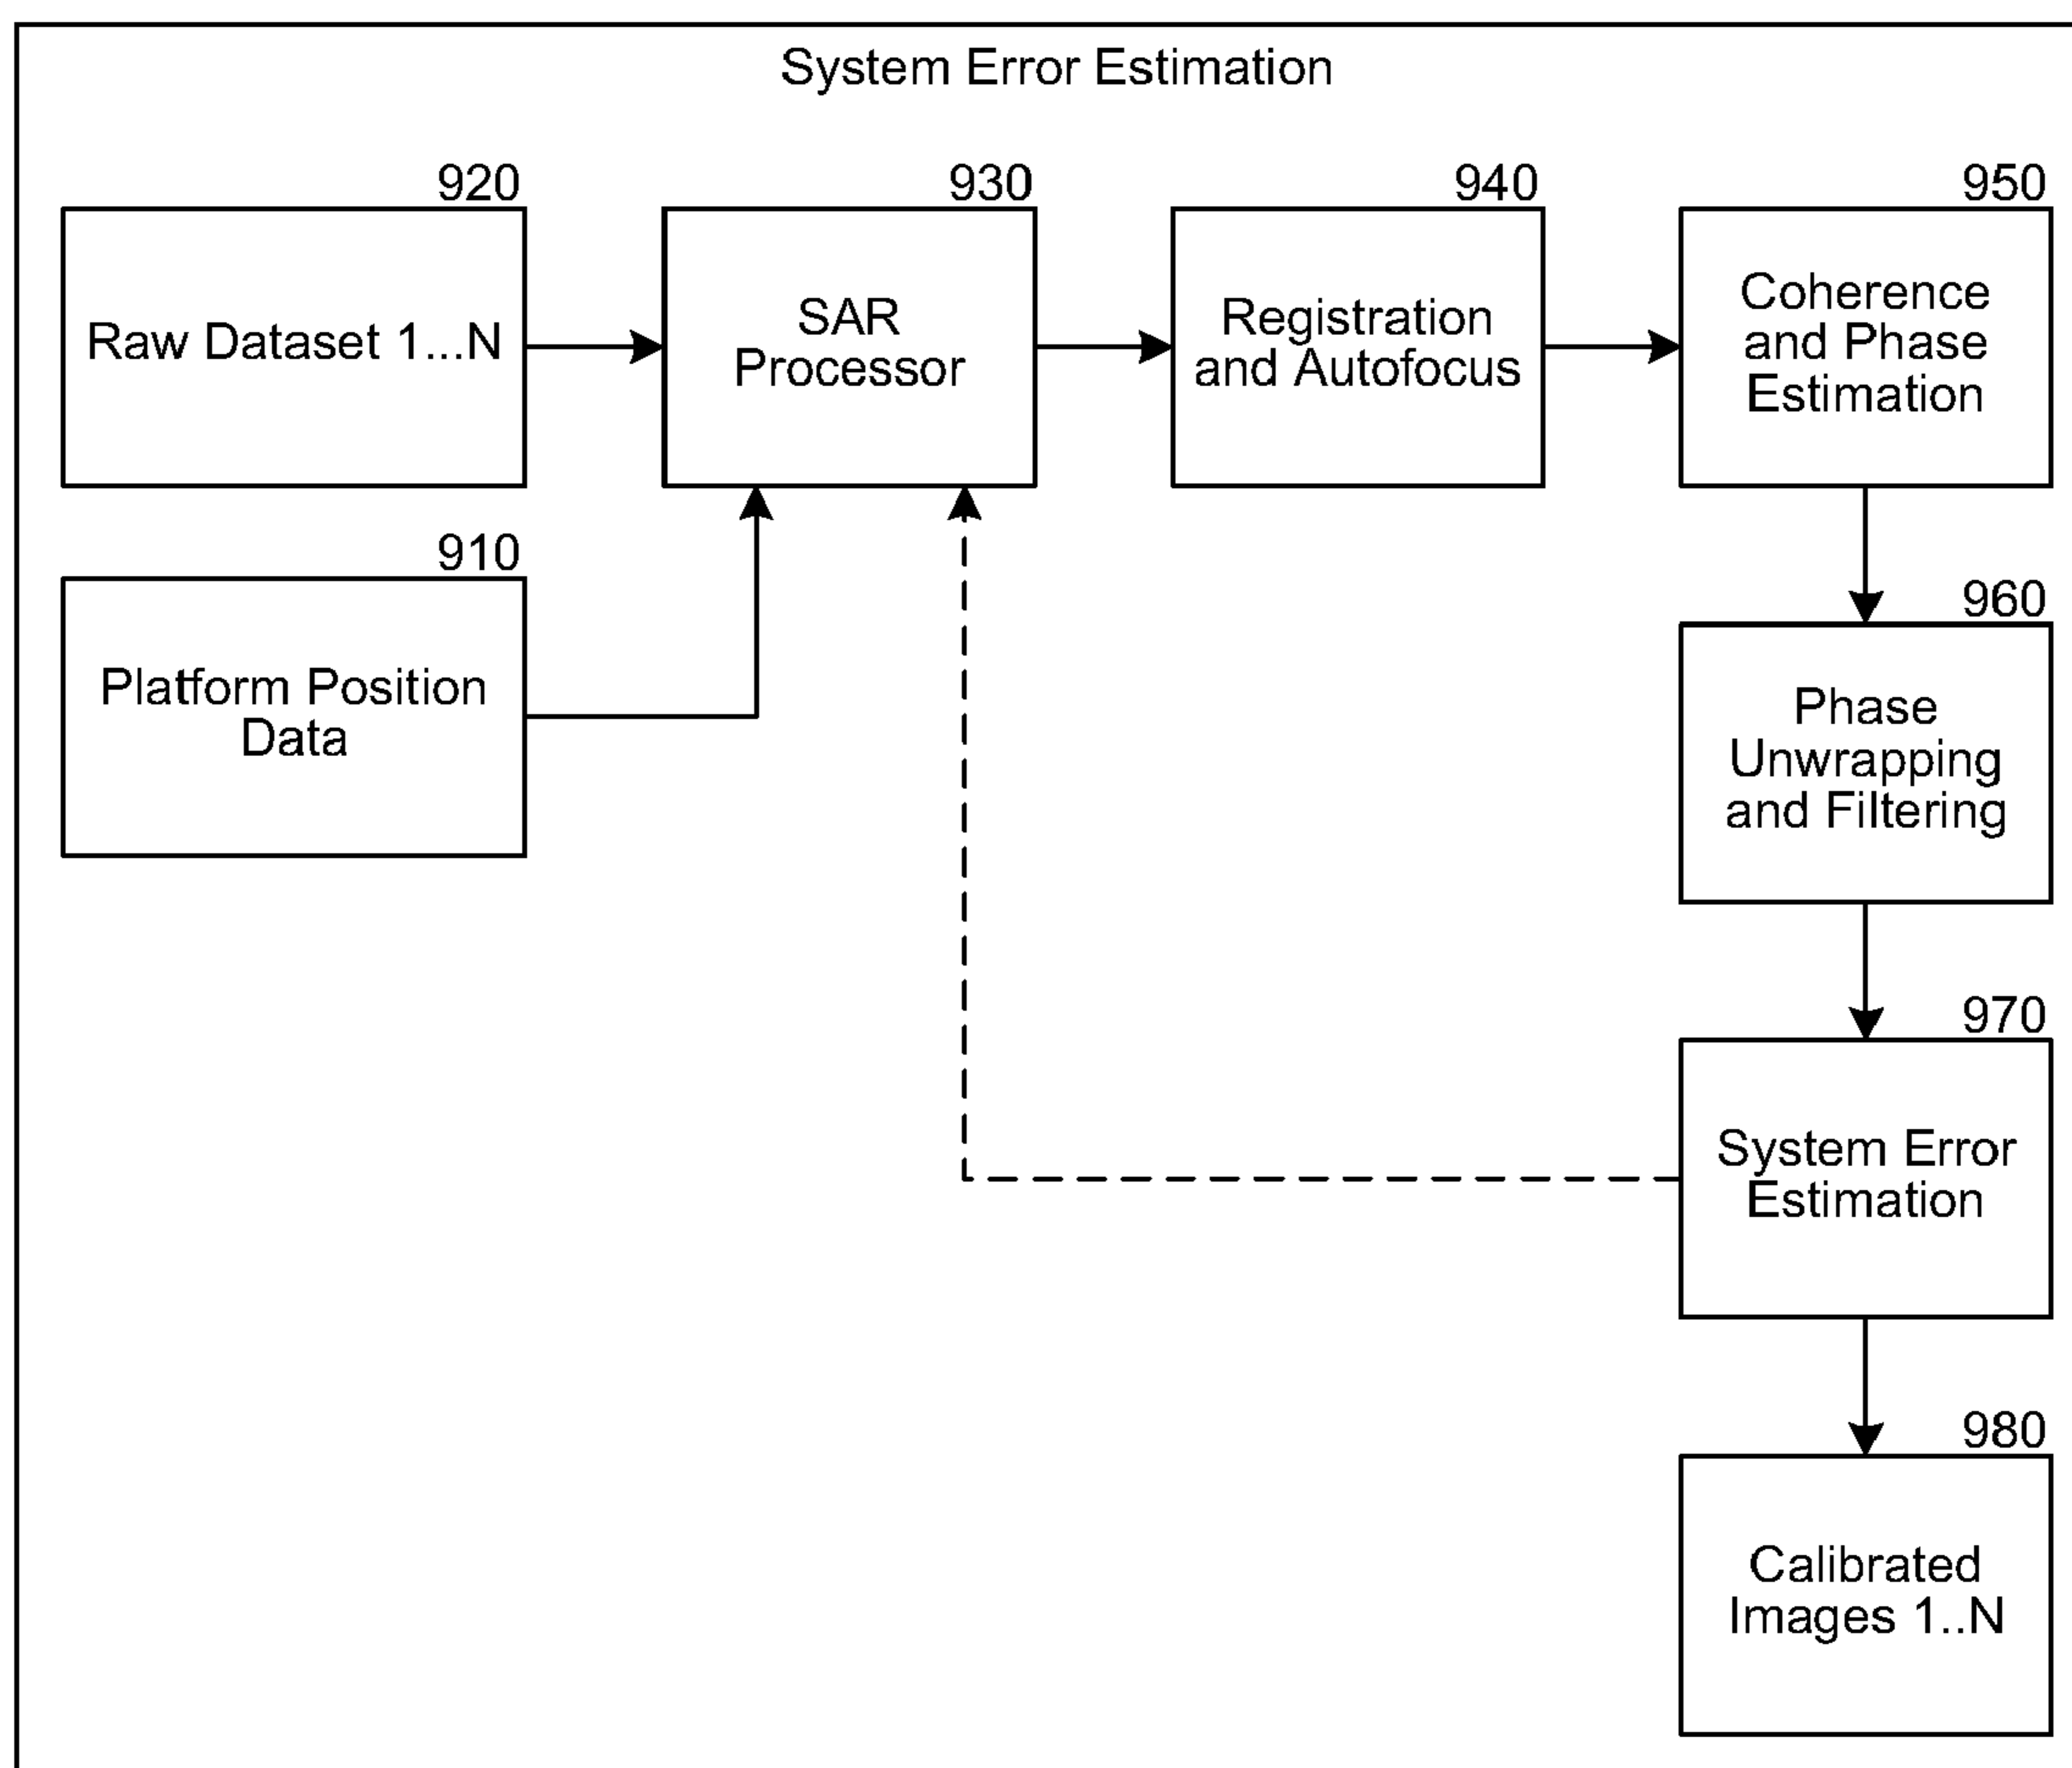 System Error Estimation
920
Raw Dataset 1...N
930
SAR
Processor
940
Registration
and Autofocus
950
Coherence
and Phase
Estimation
910
Platform Position
Data
960
Phase
Unwrapping
and Filtering
970
System Error
Estimation
980
Calibrated
Images 1..N